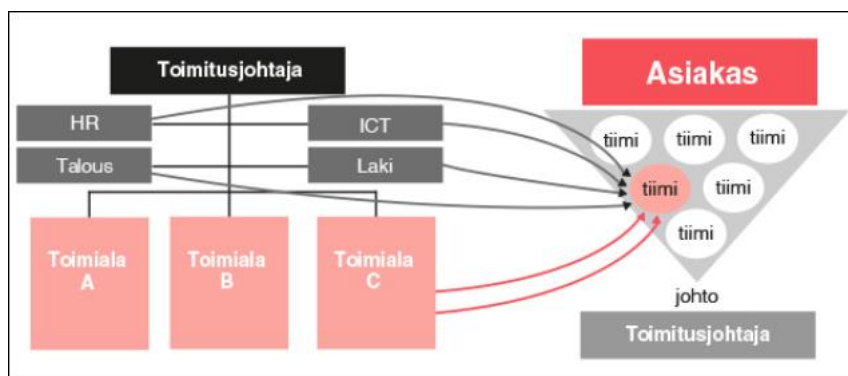 Toimitusjohtaja
HR
ICT
Talous
Laki
Toimiala
A
Toimiala
B
Toimiala
C
Asiakas
tiimi
tiimi
tiimi
tiimi
tiimi
tiimi
johto
Toimitusjohtaja